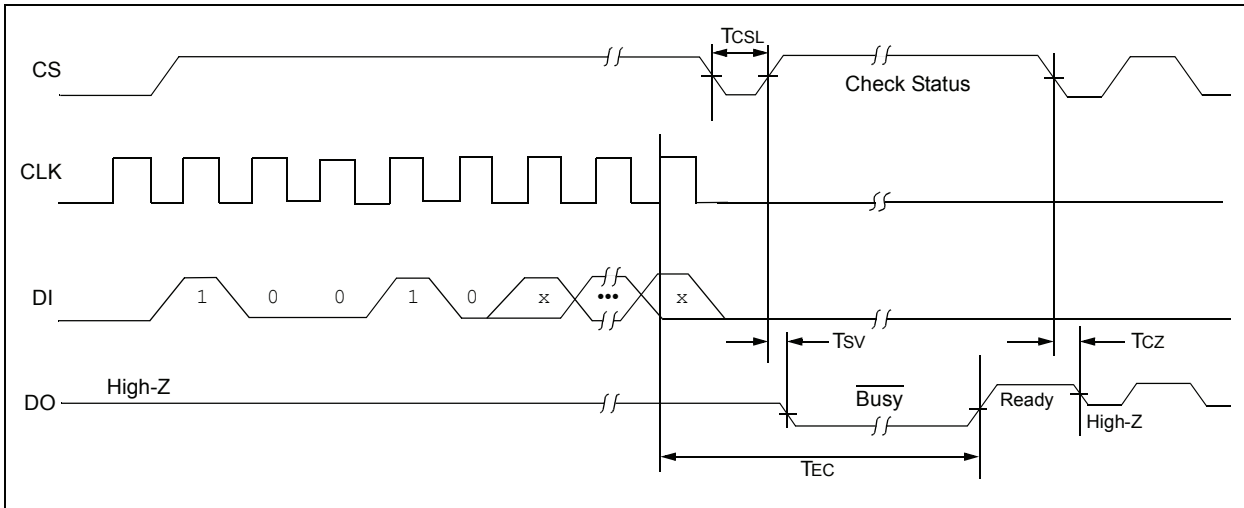 TCSL
CS
Check Status
CLK
DI
1 0 0 1 0 x ••• x
TSV
TCZ
High-Z
DO
Busy
Ready
High-Z
TEC